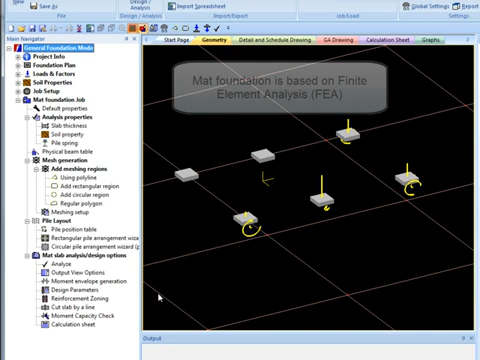 New
Save As
Design / Analysis
Import Spreadsheet
Global Settings
Report
File
Design / Analysis
Import/Export
Job/Load
Main Navigator
Start Page
Geometry
Detail and Schedule Drawing
GA Drawing
Calculation Sheet
Graphs
General Foundation Mode
Project Info
Foundation Plan
Loads & Factors
Soil Properties
Job Setup
Mat Foundation Job
Default properties
Analysis properties
Slab thickness
Soil property
Pile spring
Physical beam table
Mesh generation
Add meshing regions
Using polyline
Add rectangular region
Add circular region
Regular polygon
Meshing setup
Pile Layout
Pile position table
Rectangular pile arrangement wiza
Circular pile arrangement wizard (p
Mat slab analysis/design options
Analyze
Output View Options
Moment envelope generation
Design Parameters
Reinforcement Zoning
Cut slab by a line
Moment Capacity Check
Calculation sheet
Mat foundation is based on Finite
Element Analysis (FEA)
Output